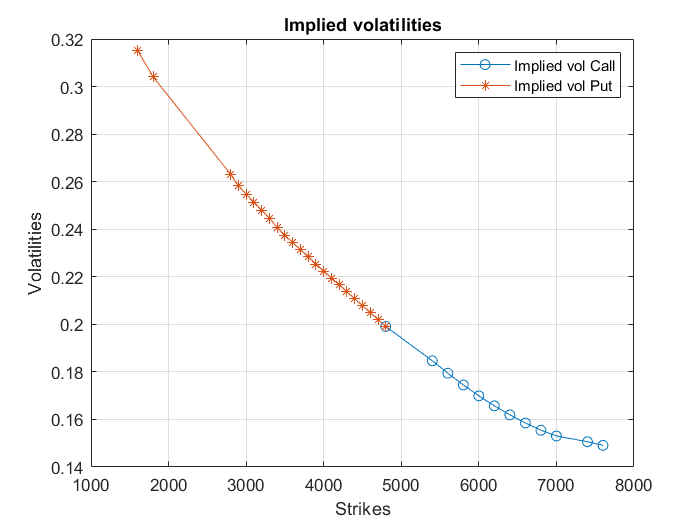 Implied volatilities
Implied vol Call
Implied vol Put
0.32
0.3
0.28
0.26
0.24
0.22
0.2
0.18
0.16
0.14
Volatilities
1000 2000 3000 4000 5000 6000 7000 8000
Strikes